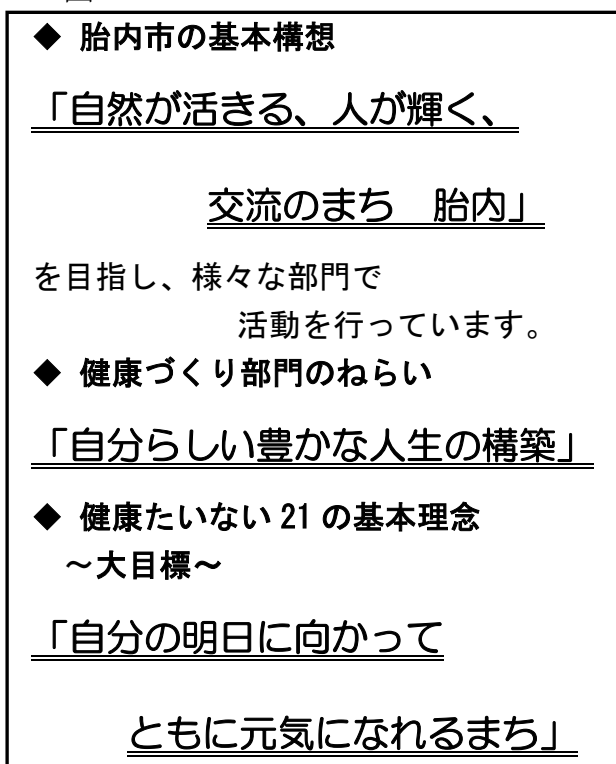 ◆ 胎内市の基本構想
「自然が活きる、人が輝く、
交流のまち　胎内」
を目指し、様々な部門で
活動を行っています。
◆ 健康づくり部門のねらい
「自分らしい豊かな人生の構築」
◆ 健康たいない 21 の基本理念
～大目標～
「自分の明日に向かって
ともに元気になれるまち」